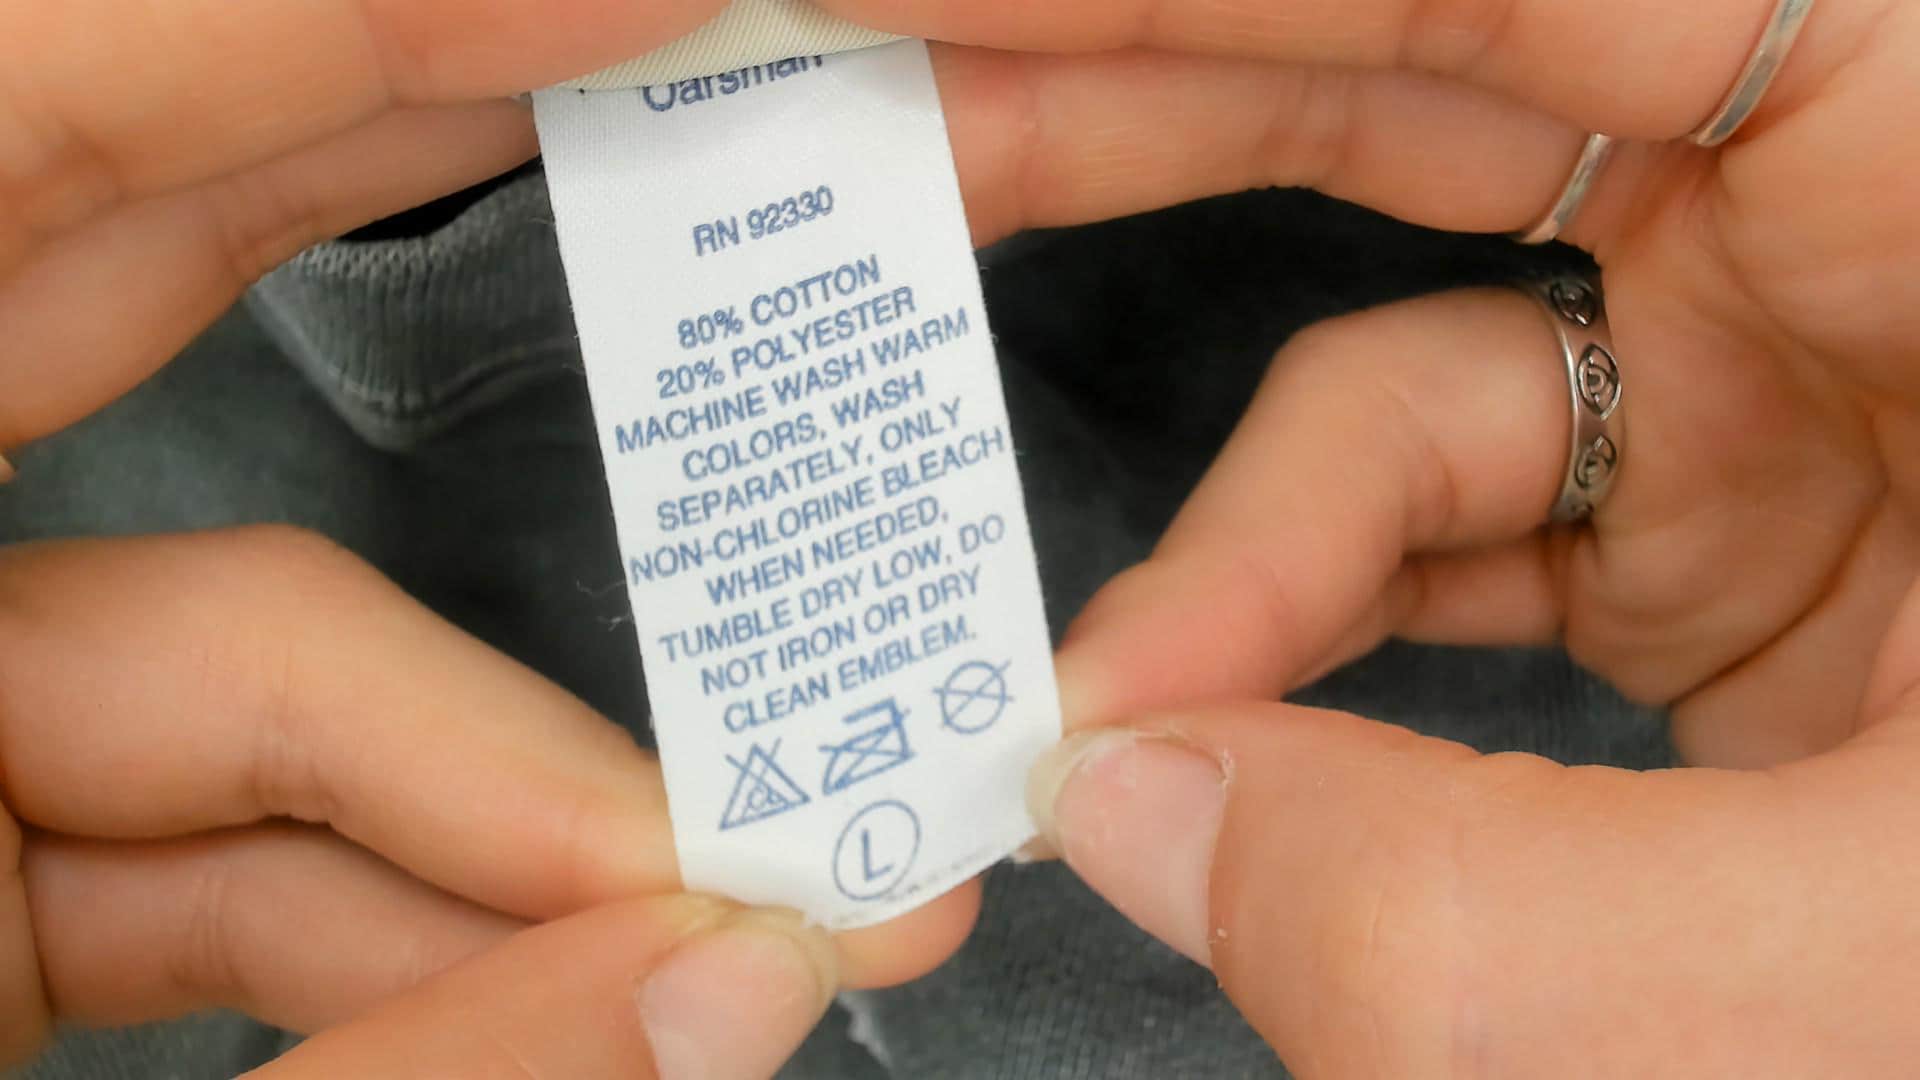 Oarsman
RN 92330
80% COTTON
20% POLYESTER
MACHINE WASH WARM
COLORS, WASH
SEPARATELY, ONLY
NON-CHLORINE BLEACH
WHEN NEEDED,
TUMBLE DRY LOW, DO
NOT IRON OR DRY
CLEAN EMBLEM.
CL
L